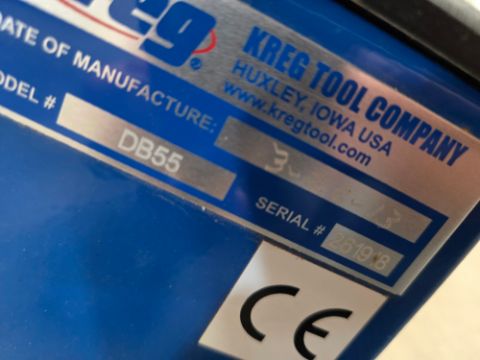 Kreg®
KREG TOOL COMPANY
HUXLEY, IOWA USA
www.kregtool.com
DATE OF MANUFACTURE:
MODEL # DB55
SERIAL #
CE